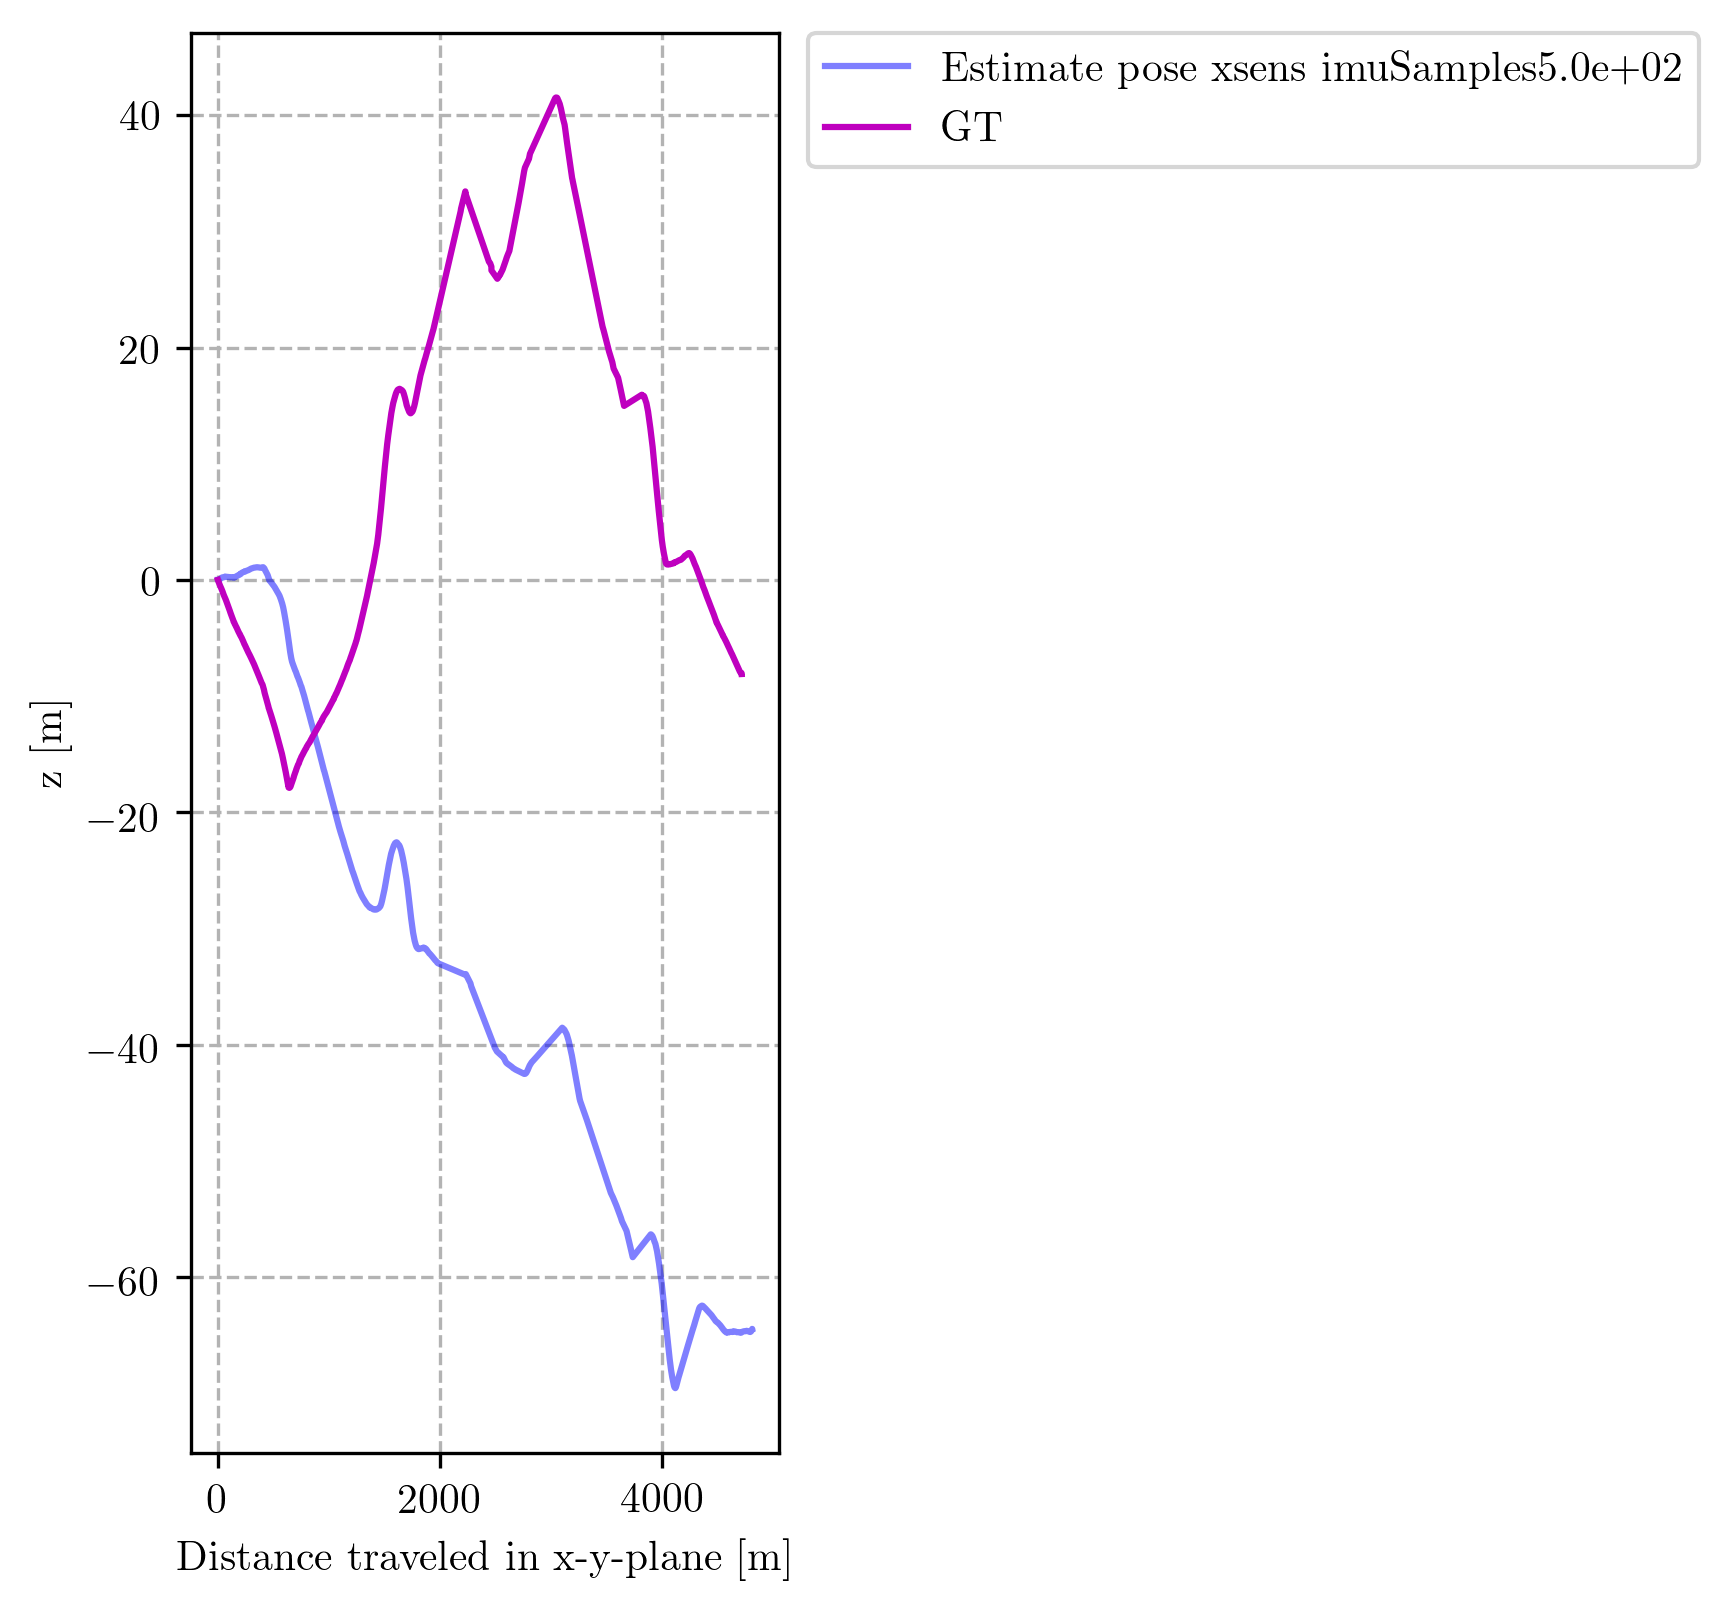 Estimate pose xsens imuSamples5.0e+02
GT
40
20
0
−20
−40
−60
z [m]
0 2000 4000
Distance traveled in x-y-plane [m]